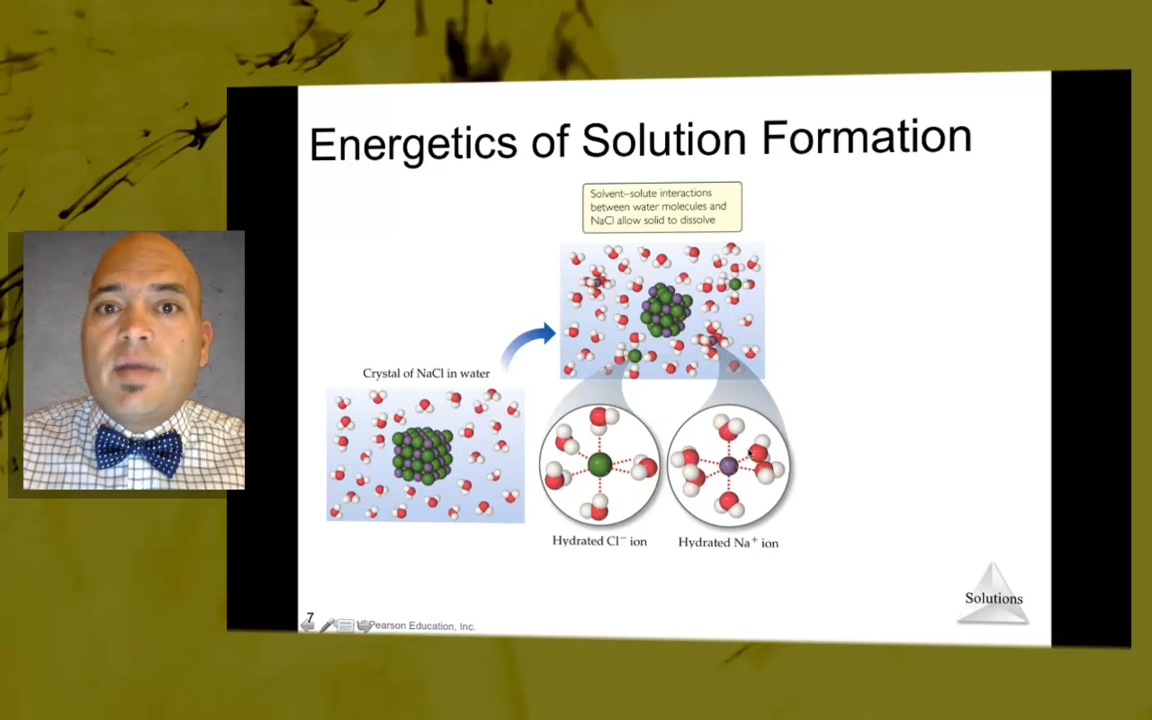 Energetics of Solution Formation
Solvent–solute interactions
between water molecules and
NaCl allow solid to dissolve
Crystal of NaCl in water
Hydrated Cl⁻ ion
Hydrated Na⁺ ion
Solutions
7
Pearson Education, Inc.